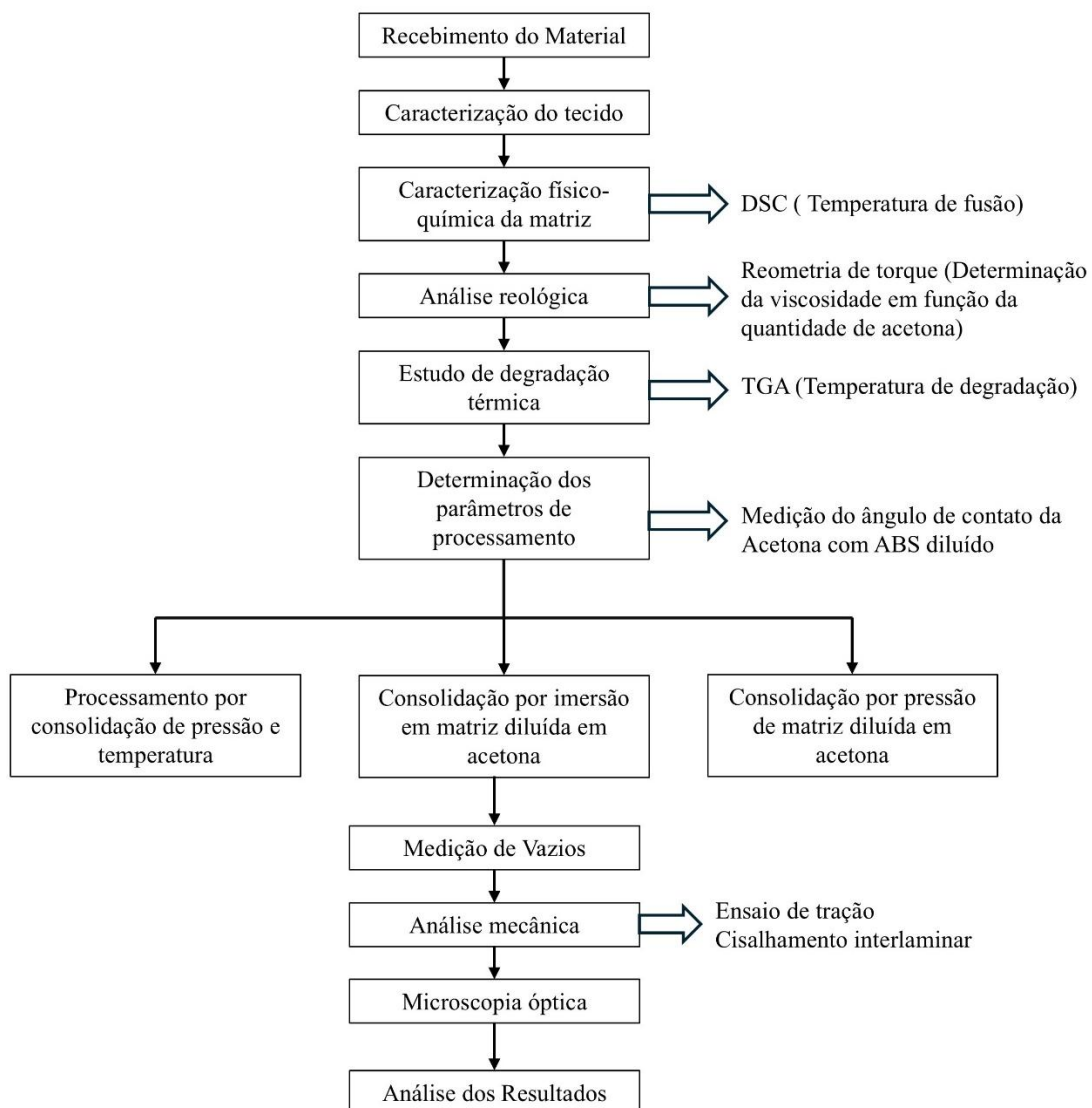 Recebimento do Material
Caracterização do tecido
Caracterização físico-
química da matriz
DSC ( Temperatura de fusão)
Análise reológica
Reometria de torque (Determinação
da viscosidade em função da
quantidade de acetona)
Estudo de degradação
térmica
TGA (Temperatura de degradação)
Determinação dos
parâmetros de
processamento
Medição do ângulo de contato da
Acetona com ABS diluído
Processamento por
consolidação de pressão e
temperatura
Consolidação por imersão
em matriz diluída em
acetona
Consolidação por pressão
de matriz diluída em
acetona
Medição de Vazios
Análise mecânica
Ensaio de tração
Cisalhamento interlaminar
Microscopia óptica
Análise dos Resultados